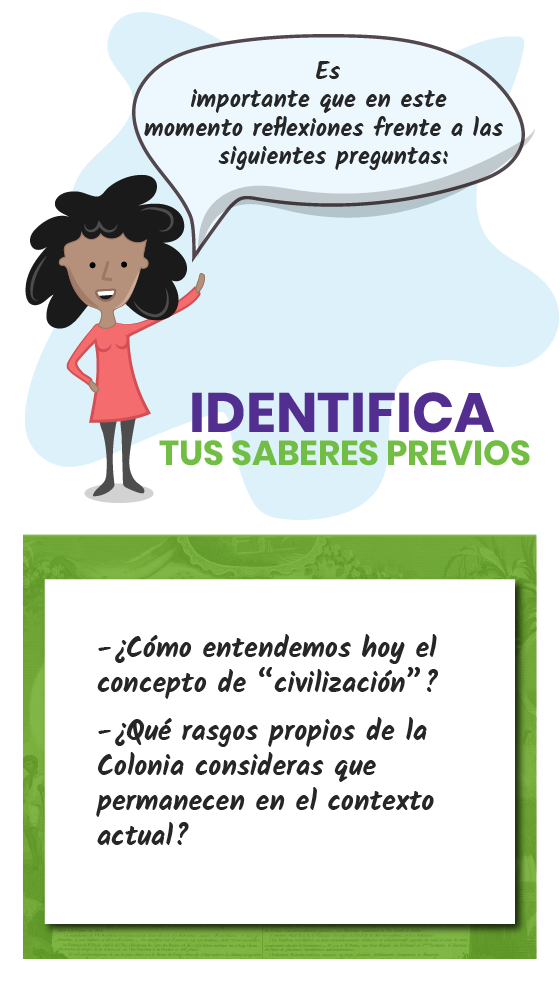 Es
importante que en este
momento reflexiones frente a las
siguientes preguntas:
IDENTIFICA
TUS SABERES PREVIOS
-¿Cómo entendemos hoy el
concepto de “civilización”?
-¿Qué rasgos propios de la
Colonia consideras que
permanecen en el contexto
actual?